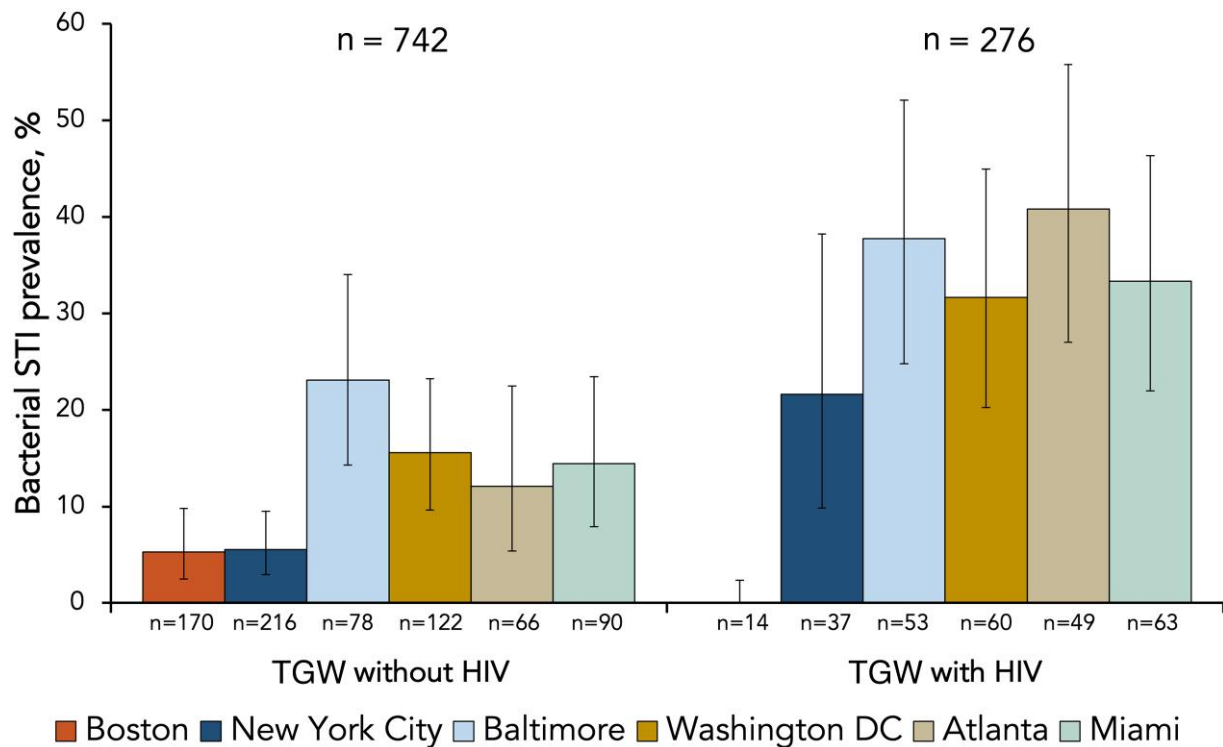 Bacterial STI prevalence, %
60
50
40
30
20
10
0
n = 742
n = 276
n=170 n=216 n=78 n=122 n=66 n=90 n=14 n=37 n=53 n=60 n=49 n=63
TGW without HIV TGW with HIV
Boston New York City Baltimore Washington DC Atlanta Miami